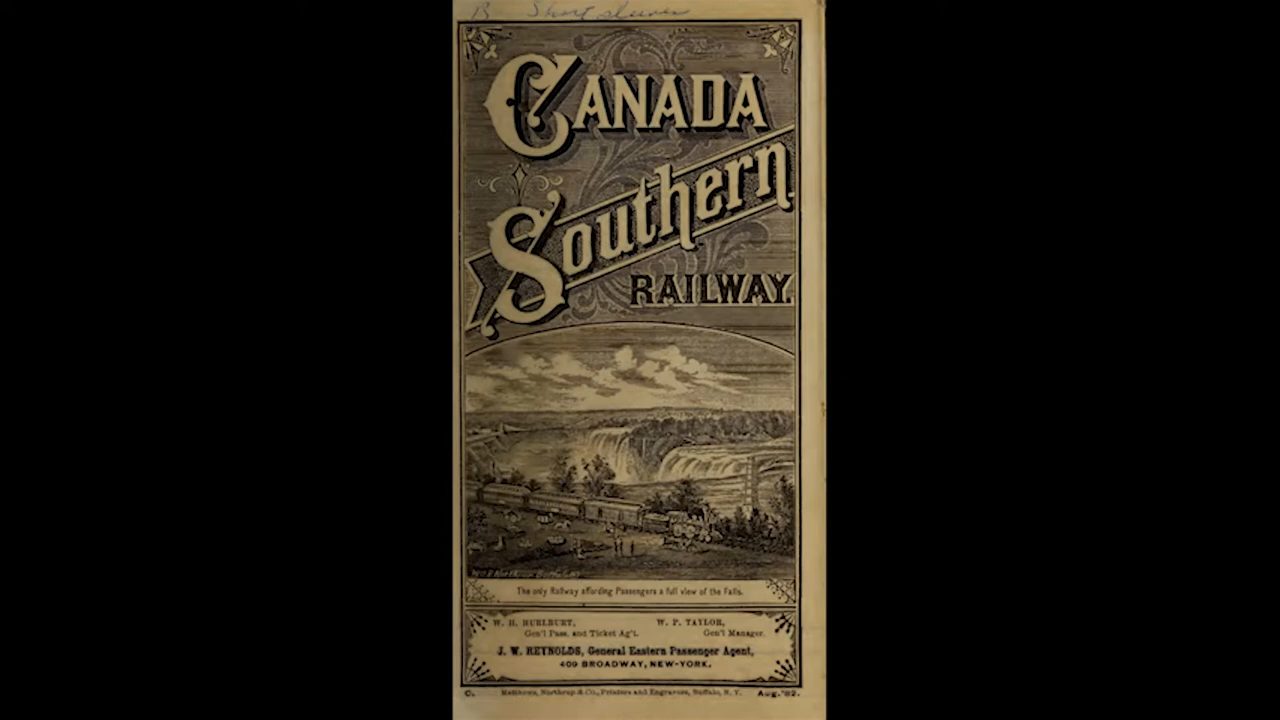 B
CANADA
Southern
RAILWAY.
The only Railway affording Passengers a full view of the Falls.
W. H. HURLBURT, W. P. TAYLOR,
Gen'l Pass. and Ticket Ag't. Gen'l Manager.
J. W. REYNOLDS, General Eastern Passenger Agent,
409 BROADWAY, NEW-YORK.
C. Matthews, Northrup & Co., Printers and Engravers, Buffalo, N. Y. Aug.'82.